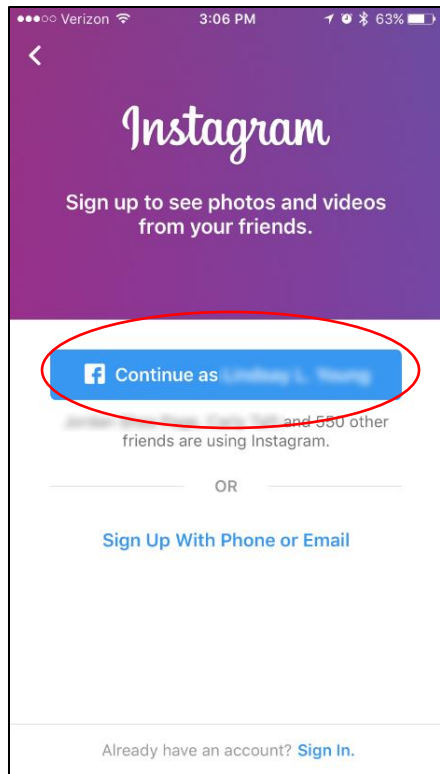 Verizon 3:06 PM 63%
Instagram
Sign up to see photos and videos
from your friends.
Continue as
and 550 other
friends are using Instagram.
OR
Sign Up With Phone or Email
Already have an account? Sign In.